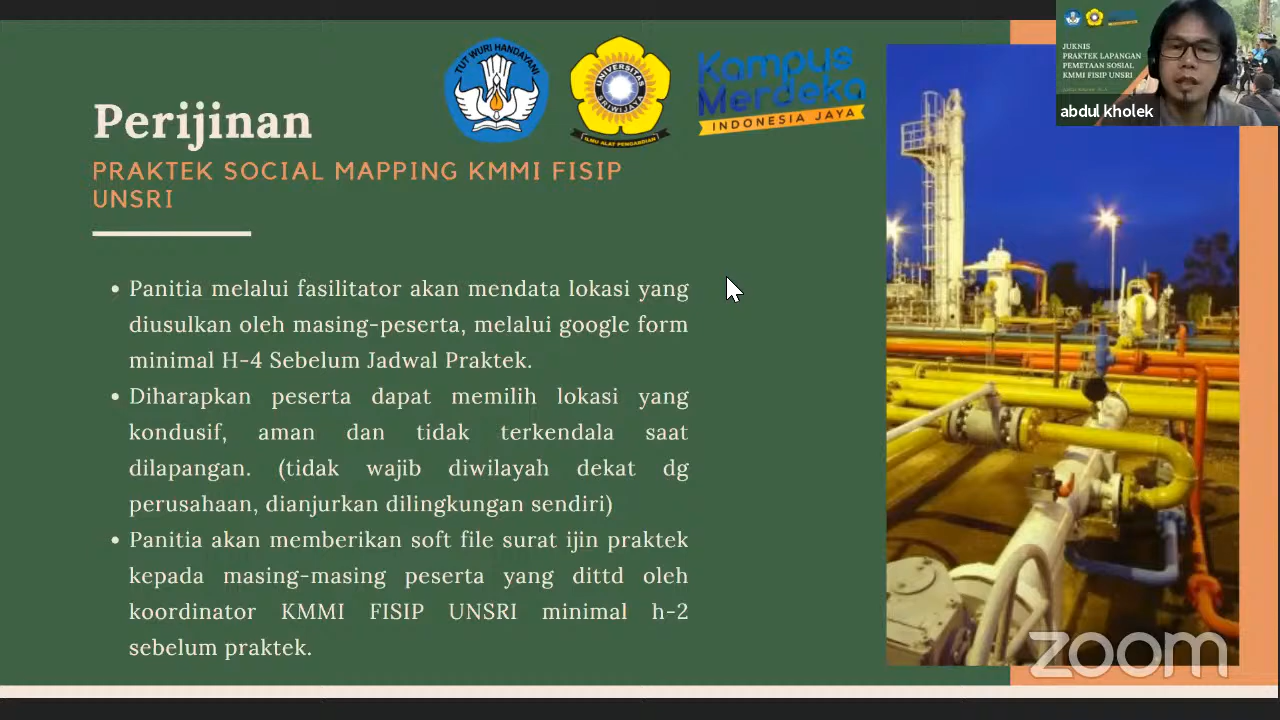 Perijinan
PRAKTEK SOCIAL MAPPING KMMI FISIP
UNSRI
TUT WURI HANDAYANI
UNIVERSITAS
SRIWIJAYA
ILMU ALAT PENGABDIAN
Kampus
Merdeka
INDONESIA JAYA
Panitia melalui fasilitator akan mendata lokasi yang
diusulkan oleh masing-peserta, melalui google form
minimal H-4 Sebelum Jadwal Praktek.
Diharapkan peserta dapat memilih lokasi yang
kondusif, aman dan tidak terkendala saat
dilapangan. (tidak wajib diwilayah dekat dg
perusahaan, dianjurkan dilingkungan sendiri)
Panitia akan memberikan soft file surat ijin praktek
kepada masing-masing peserta yang dittd oleh
koordinator KMMI FISIP UNSRI minimal h-2
sebelum praktek.
JUKNIS
PRAKTEK LAPANGAN
PEMETAAN SOSIAL
KMMI FISIP UNSRI
abdul kholek
zoom